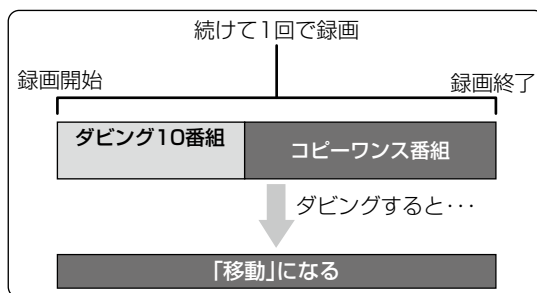 続けて1回で録画
録画開始
録画終了
ダビング10番組
コピーワンス番組
ダビングすると･･･
「移動」になる